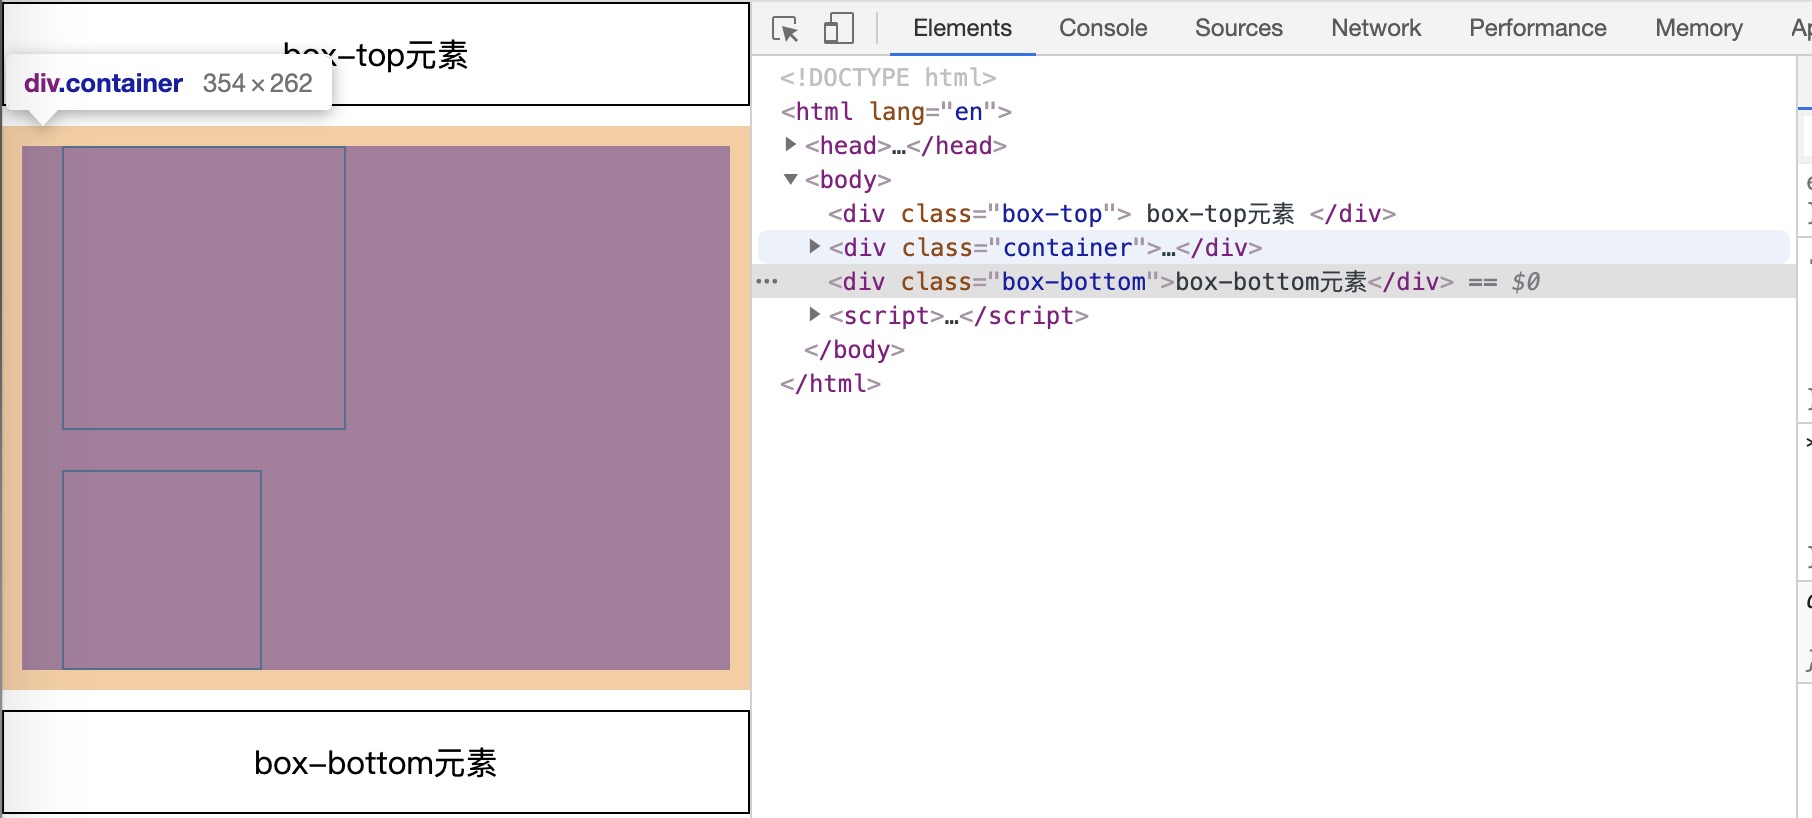 box-top元素
div.container 354 × 262
box-bottom元素
Elements Console Sources Network Performance Memory
<!DOCTYPE html>
<html lang="en">
<head>…</head>
<body>
<div class="box-top"> box-top元素 </div>
<div class="container">…</div>
<div class="box-bottom">box-bottom元素</div> == $0
<script>…</script>
</body>
</html>